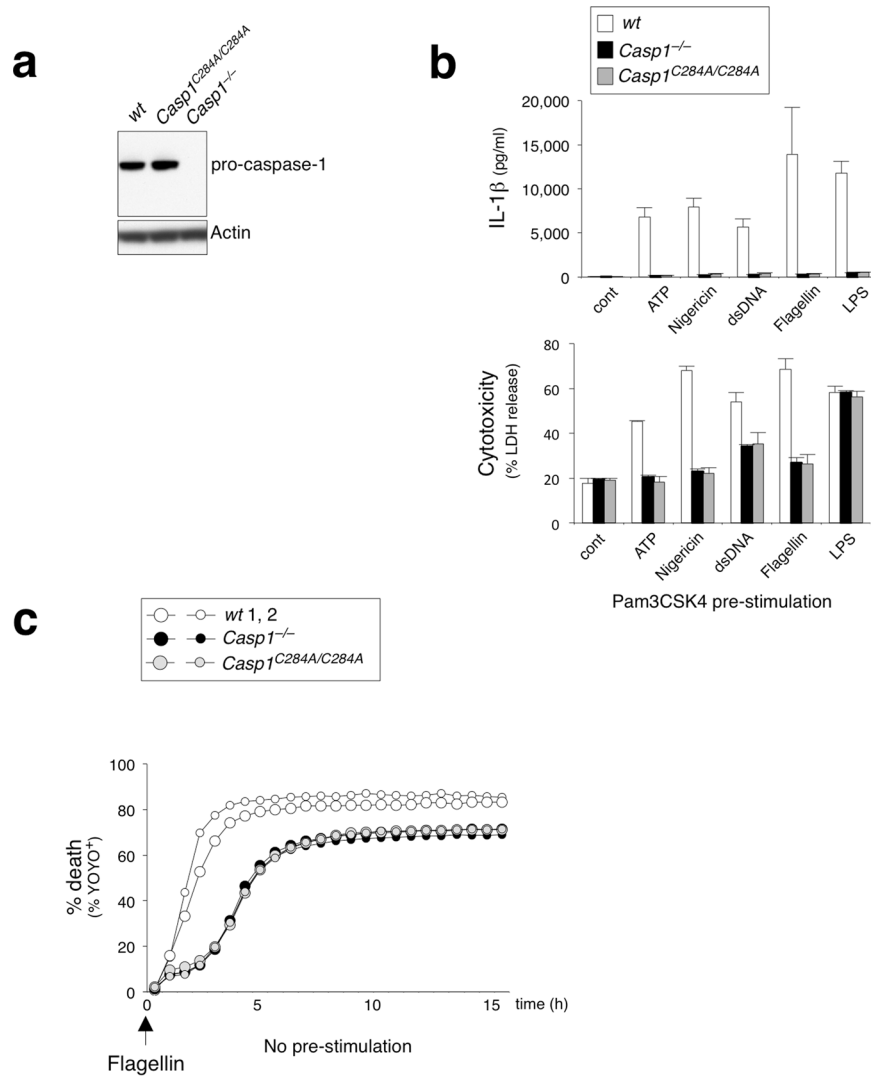 a
wt
Casp1C284A/C284A
Casp1–/–
pro-caspase-1
Actin
b
wt
Casp1–/–
Casp1C284A/C284A
IL-1β (pg/ml)
20,000
15,000
10,000
5,000
0
cont
ATP
Nigericin
dsDNA
Flagellin
LPS
Cytotoxicity
(% LDH release)
80
60
40
20
0
cont
ATP
Nigericin
dsDNA
Flagellin
LPS
Pam3CSK4 pre-stimulation
c
wt 1, 2
Casp1–/–
Casp1C284A/C284A
% death
(% YOYO+)
100
80
60
40
20
0
0 5 10 15 time (h)
Flagellin
No pre-stimulation